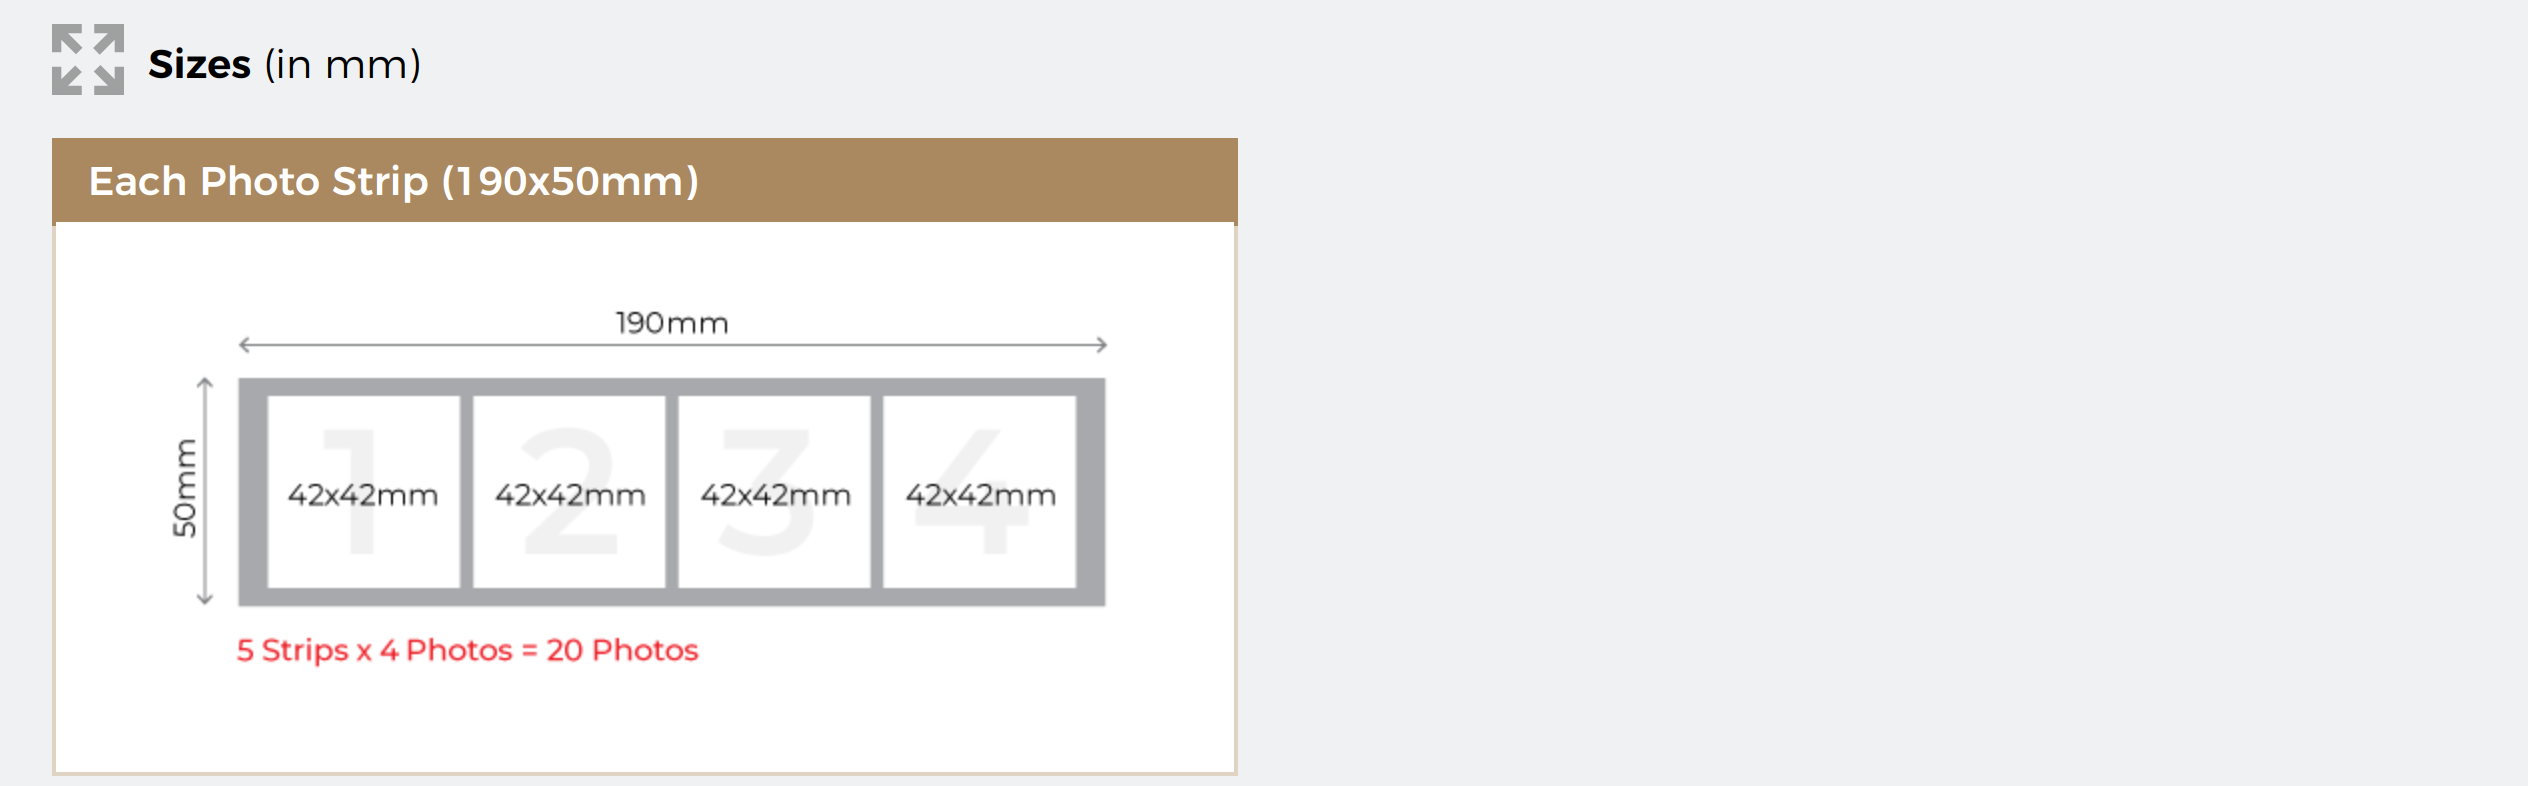 Sizes (in mm)
Each Photo Strip (190x50mm)
190mm
50mm
1 2 3 4
42x42mm 42x42mm 42x42mm 42x42mm
5 Strips x 4 Photos = 20 Photos